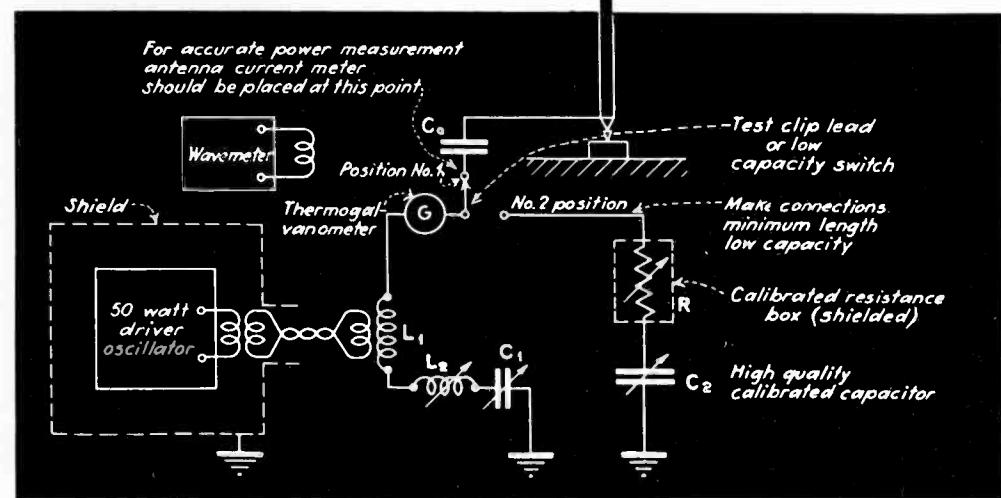 For accurate power measurement
antenna current meter
should be placed at this point
Wavemeter
Position No.1
Ca
Test clip lead
or low
capacity switch
Shield
Thermogal-
vanometer
G
No.2 position
Make connections
minimum length
low capacity
50 watt
driver
oscillator
L1
L2
C1
R
Calibrated resistance
box (shielded)
C2
High quality
calibrated capacitor